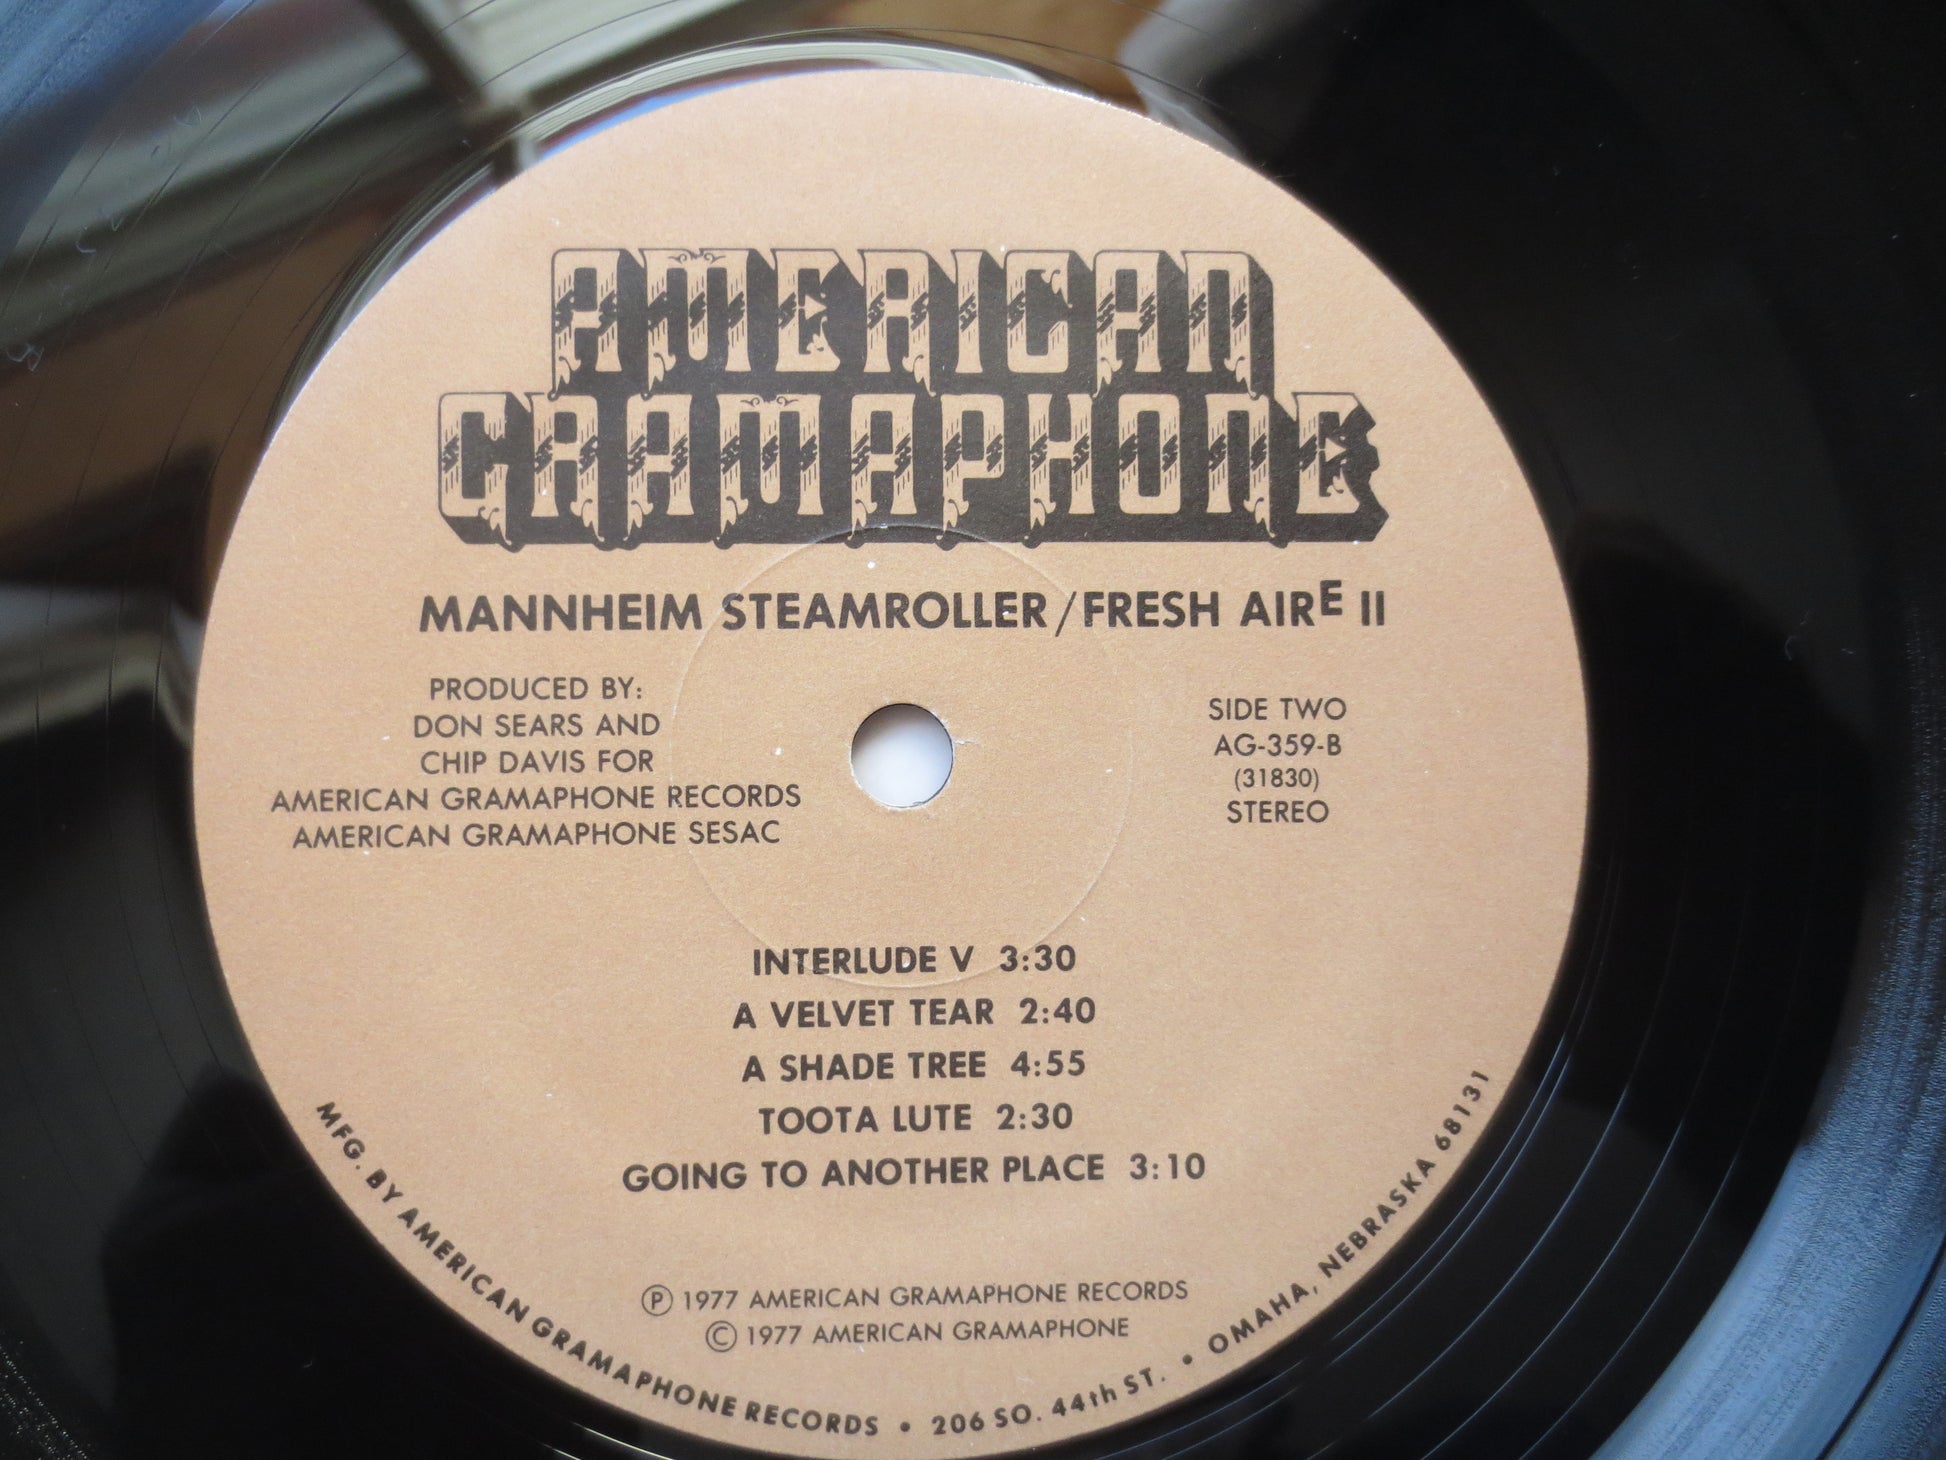 AMERICAN
GRAMAPHONE
MANNHEIM STEAMROLLER/FRESH AIRE II
PRODUCED BY:
DON SEARS AND
CHIP DAVIS FOR
AMERICAN GRAMAPHONE RECORDS
AMERICAN GRAMAPHONE SESAC
SIDE TWO
AG-359-B
(31830)
STEREO
INTERLUDE V 3:30
A VELVET TEAR 2:40
A SHADE TREE 4:55
TOOTA LUTE 2:30
GOING TO ANOTHER PLACE 3:10
Ⓟ 1977 AMERICAN GRAMAPHONE RECORDS
© 1977 AMERICAN GRAMAPHONE
MFG. BY AMERICAN GRAMAPHONE RECORDS • 206 SO. 44th ST. • OMAHA, NEBRASKA 68131